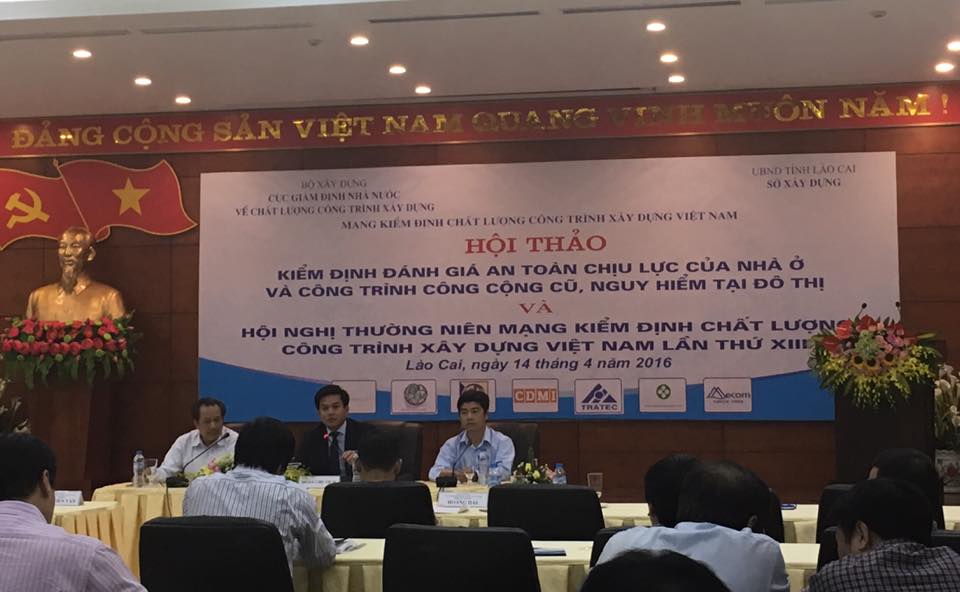 ĐẢNG CỘNG SẢN VIỆT NAM QUANG VINH MUÔN NĂM !
BỘ XÂY DỰNG
CỤC GIÁM ĐỊNH NHÀ NƯỚC
VỀ CHẤT LƯỢNG CÔNG TRÌNH XÂY DỰNG
UBND TỈNH LÀO CAI
SỞ XÂY DỰNG
MẠNG KIỂM ĐỊNH CHẤT LƯỢNG CÔNG TRÌNH XÂY DỰNG VIỆT NAM
HỘI THẢO
KIỂM ĐỊNH ĐÁNH GIÁ AN TOÀN CHỊU LỰC CỦA NHÀ Ở
VÀ CÔNG TRÌNH CÔNG CỘNG CŨ, NGUY HIỂM TẠI ĐÔ THỊ
VÀ
HỘI NGHỊ THƯỜNG NIÊN MẠNG KIỂM ĐỊNH CHẤT LƯỢNG
CÔNG TRÌNH XÂY DỰNG VIỆT NAM LẦN THỨ XIII
Lào Cai, ngày 14 tháng 4 năm 2016
CDMI
TRATEC
ecom
HOÀNG HẢI